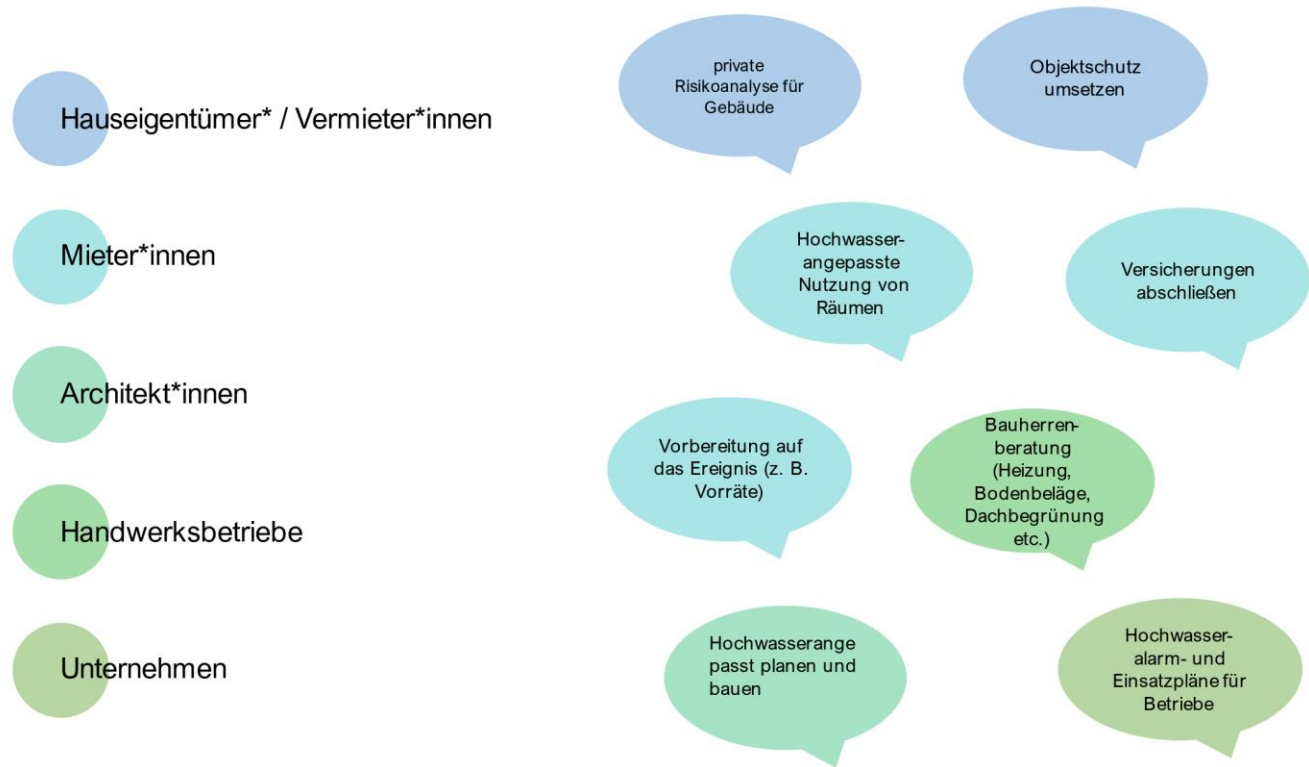 Hauseigentümer* / Vermieter*innen
Mieter*innen
Architekt*innen
Handwerksbetriebe
Unternehmen
private
Risikoanalyse für
Gebäude
Objektschutz
umsetzen
Hochwasser-
angepasste
Nutzung von
Räumen
Versicherungen
abschließen
Vorbereitung auf
das Ereignis (z. B.
Vorräte)
Bauherren-
beratung
(Heizung,
Bodenbeläge,
Dachbegrünung
etc.)
Hochwasserange
passt planen und
bauen
Hochwasser-
alarm- und
Einsatzpläne für
Betriebe